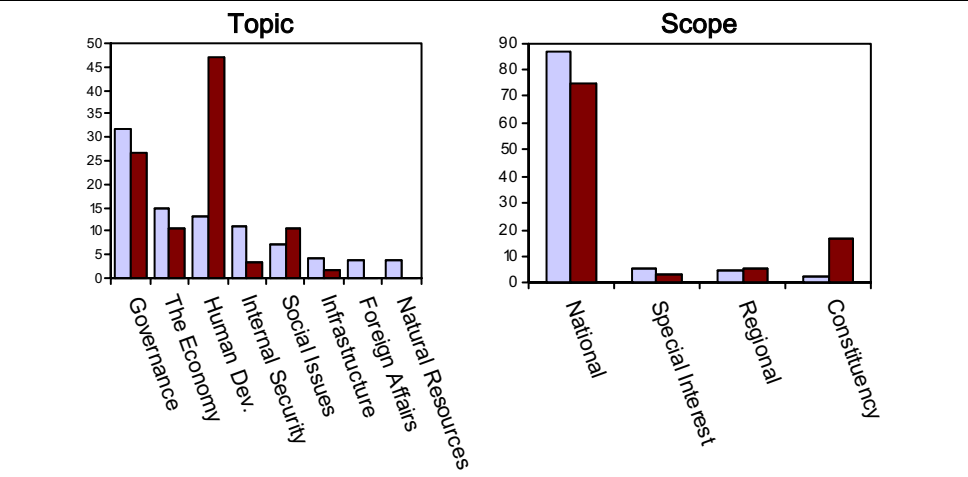 Topic
50
45
40
35
30
25
20
15
10
5
0
Governance
The Economy
Human Dev.
Internal Security
Social Issues
Infrastructure
Foreign Affairs
Natural Resources
Scope
90
80
70
60
50
40
30
20
10
0
National
Special Interest
Regional
Constituency